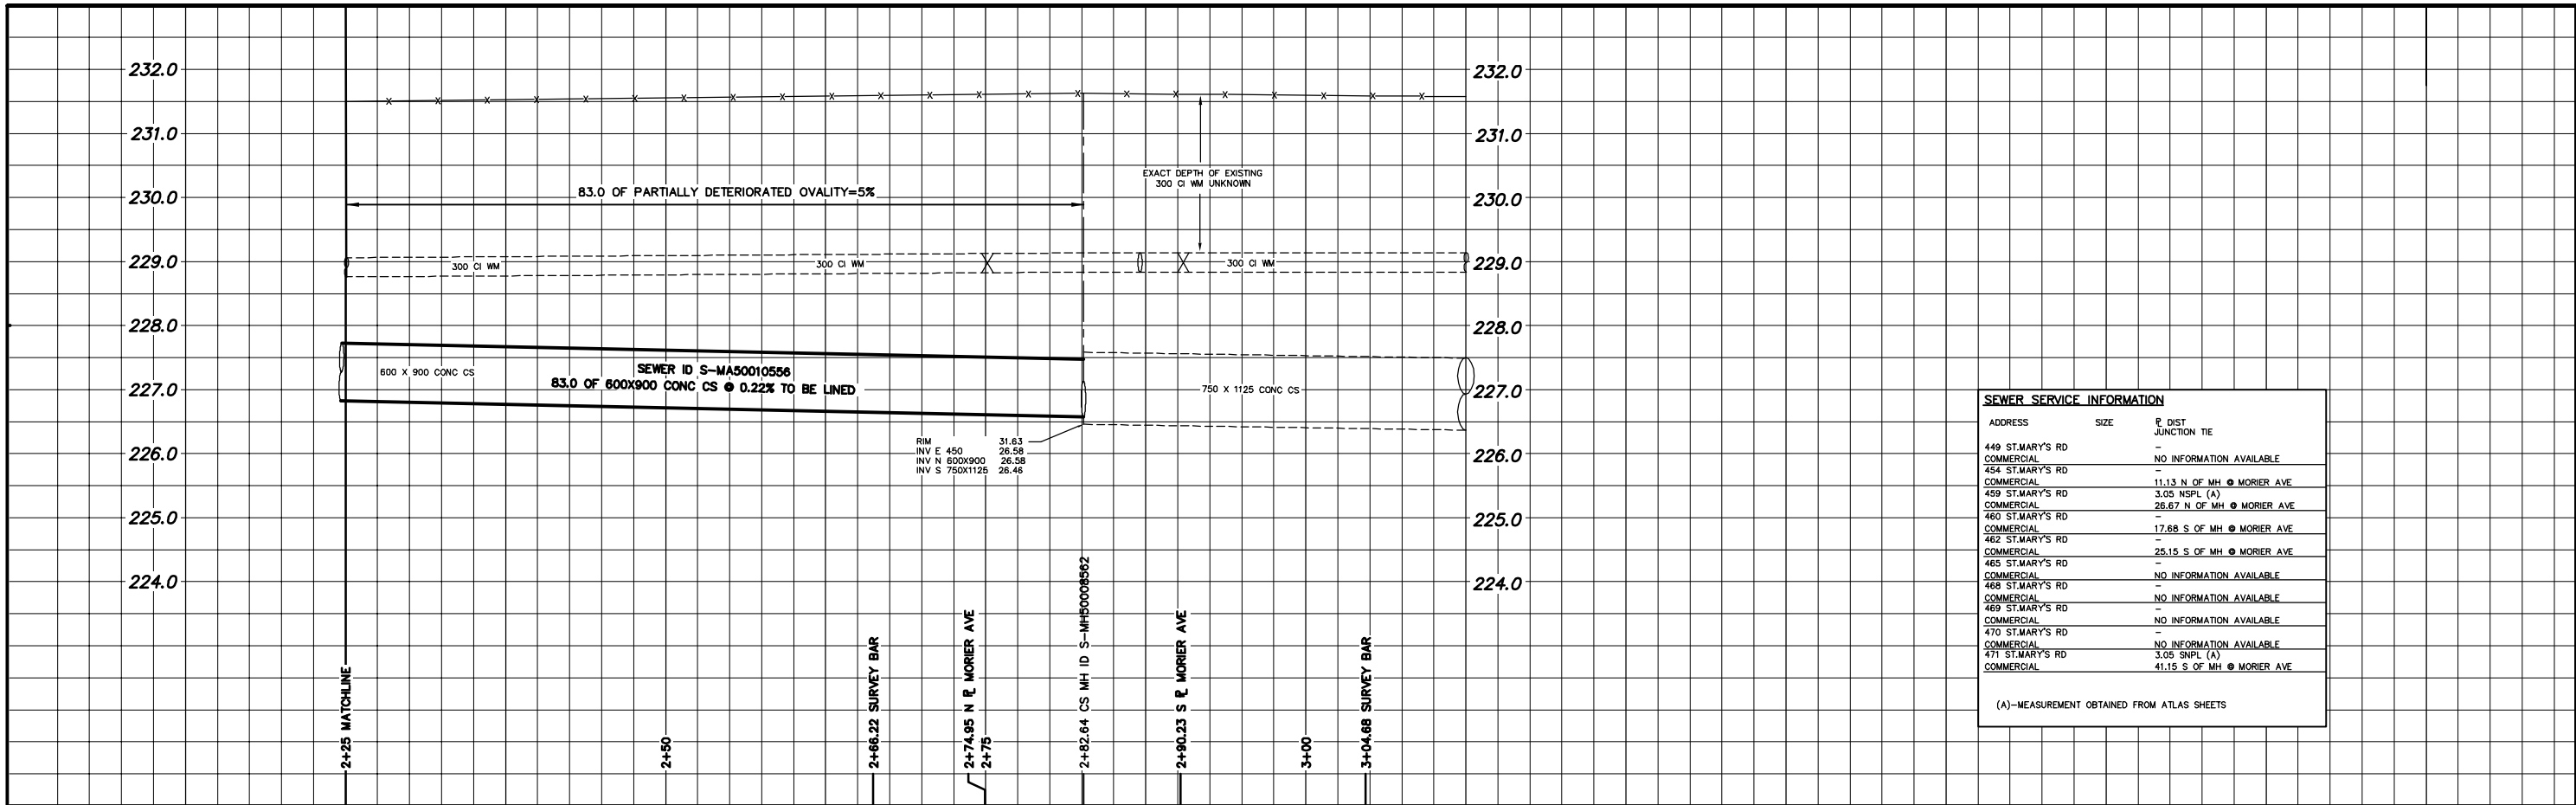 232.0
231.0
230.0
229.0
228.0
227.0
226.0
225.0
224.0
83.0 OF PARTIALLY DETERIORATED OVALITY=5%
EXACT DEPTH OF EXISTING
300 CI WM UNKNOWN
300 CI WM
300 CI WM
300 CI WM
600 X 900 CONC CS
SEWER ID S-MA50010556
83.0 OF 600X900 CONC CS @ 0.22% TO BE LINED
750 X 1125 CONC CS
RIM 31.63
INV E 450 26.58
INV N 600X900 26.58
INV S 750X1125 26.46
232.0
231.0
230.0
229.0
228.0
227.0
226.0
225.0
224.0
2+25 MATCHLINE
2+50
2+66.22 SURVEY BAR
2+74.95 N PL MORIER AVE
2+75
2+82.64 CS MH ID S-MH50008562
2+90.23 S PL MORIER AVE
3+00
3+04.68 SURVEY BAR
SEWER SERVICE INFORMATION
ADDRESS SIZE PL DIST
JUNCTION TIE
449 ST.MARY'S RD -
COMMERCIAL NO INFORMATION AVAILABLE
454 ST.MARY'S RD -
COMMERCIAL 11.13 N OF MH @ MORIER AVE
459 ST.MARY'S RD 3.05 NSPL (A)
COMMERCIAL 26.67 N OF MH @ MORIER AVE
460 ST.MARY'S RD -
COMMERCIAL 17.68 S OF MH @ MORIER AVE
462 ST.MARY'S RD -
COMMERCIAL 25.15 S OF MH @ MORIER AVE
465 ST.MARY'S RD -
COMMERCIAL NO INFORMATION AVAILABLE
468 ST.MARY'S RD -
COMMERCIAL NO INFORMATION AVAILABLE
469 ST.MARY'S RD -
COMMERCIAL NO INFORMATION AVAILABLE
470 ST.MARY'S RD -
COMMERCIAL NO INFORMATION AVAILABLE
471 ST.MARY'S RD 3.05 SNPL (A)
COMMERCIAL 41.15 S OF MH @ MORIER AVE
(A)-MEASUREMENT OBTAINED FROM ATLAS SHEETS